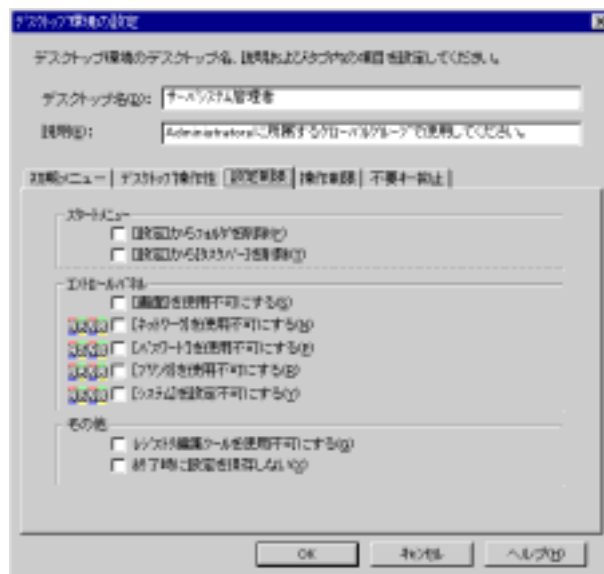 デスクトップ環境の設定
デスクトップ環境のデスクトップ名、説明およびタブ内の項目を設定してください。
デスクトップ名(D): サーバシステム管理者
説明(E): Administratorsに所属するグローバルグループで使用してください。
初期メニュー デスクトップ操作性 設定制限 操作制限 不要キー抑止
スタートメニュー
[設定]からフォルダを削除(F)
[設定]から[タスクバー]を削除(T)
コントロールパネル
[画面]を使用不可にする(S)
[ネットワーク]を使用不可にする(N)
[パスワード]を使用不可にする(P)
[プリンタ]を使用不可にする(R)
[システム]を設定不可にする(Y)
その他
レジストリ編集ツールを使用不可にする(G)
終了時に設定を保存しない(V)
OK キャンセル ヘルプ(H)